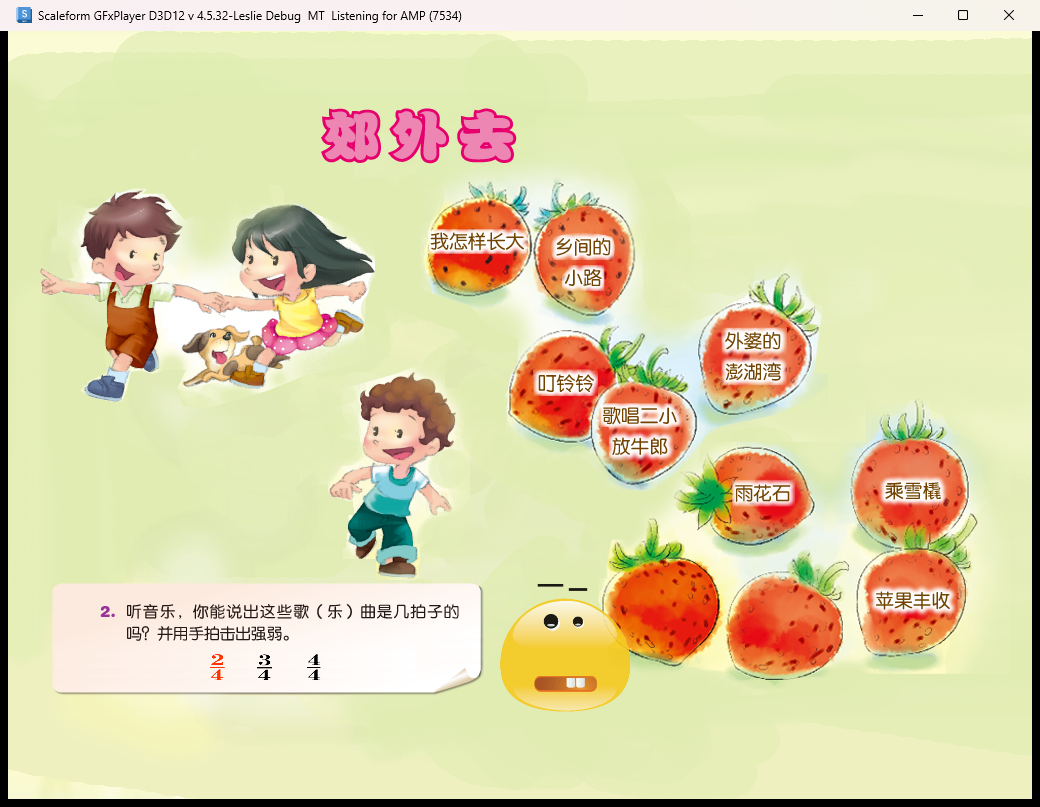 Scaleform GFxPlayer D3D12 v 4.5.32-Leslie Debug  MT  Listening for AMP (7534)
郊外去
我怎样长大
乡间的
小路
外婆的
澎湖湾
叮铃铃
歌唱二小
放牛郎
雨花石
乘雪橇
苹果丰收
2. 听音乐，你能说出这些歌（乐）曲是几拍子的
吗？并用手拍击出强弱。
2/4 3/4 4/4